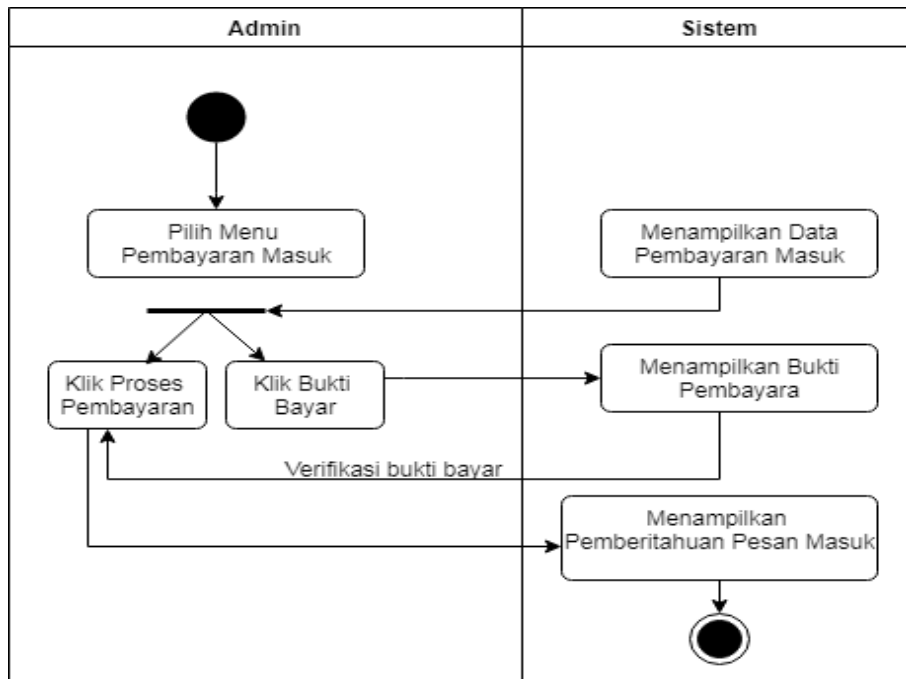 Admin
Sistem
Pilih Menu
Pembayaran Masuk
Menampilkan Data
Pembayaran Masuk
Klik Proses
Pembayaran
Klik Bukti
Bayar
Menampilkan Bukti
Pembayara
Verifikasi bukti bayar
Menampilkan
Pemberitahuan Pesan Masuk